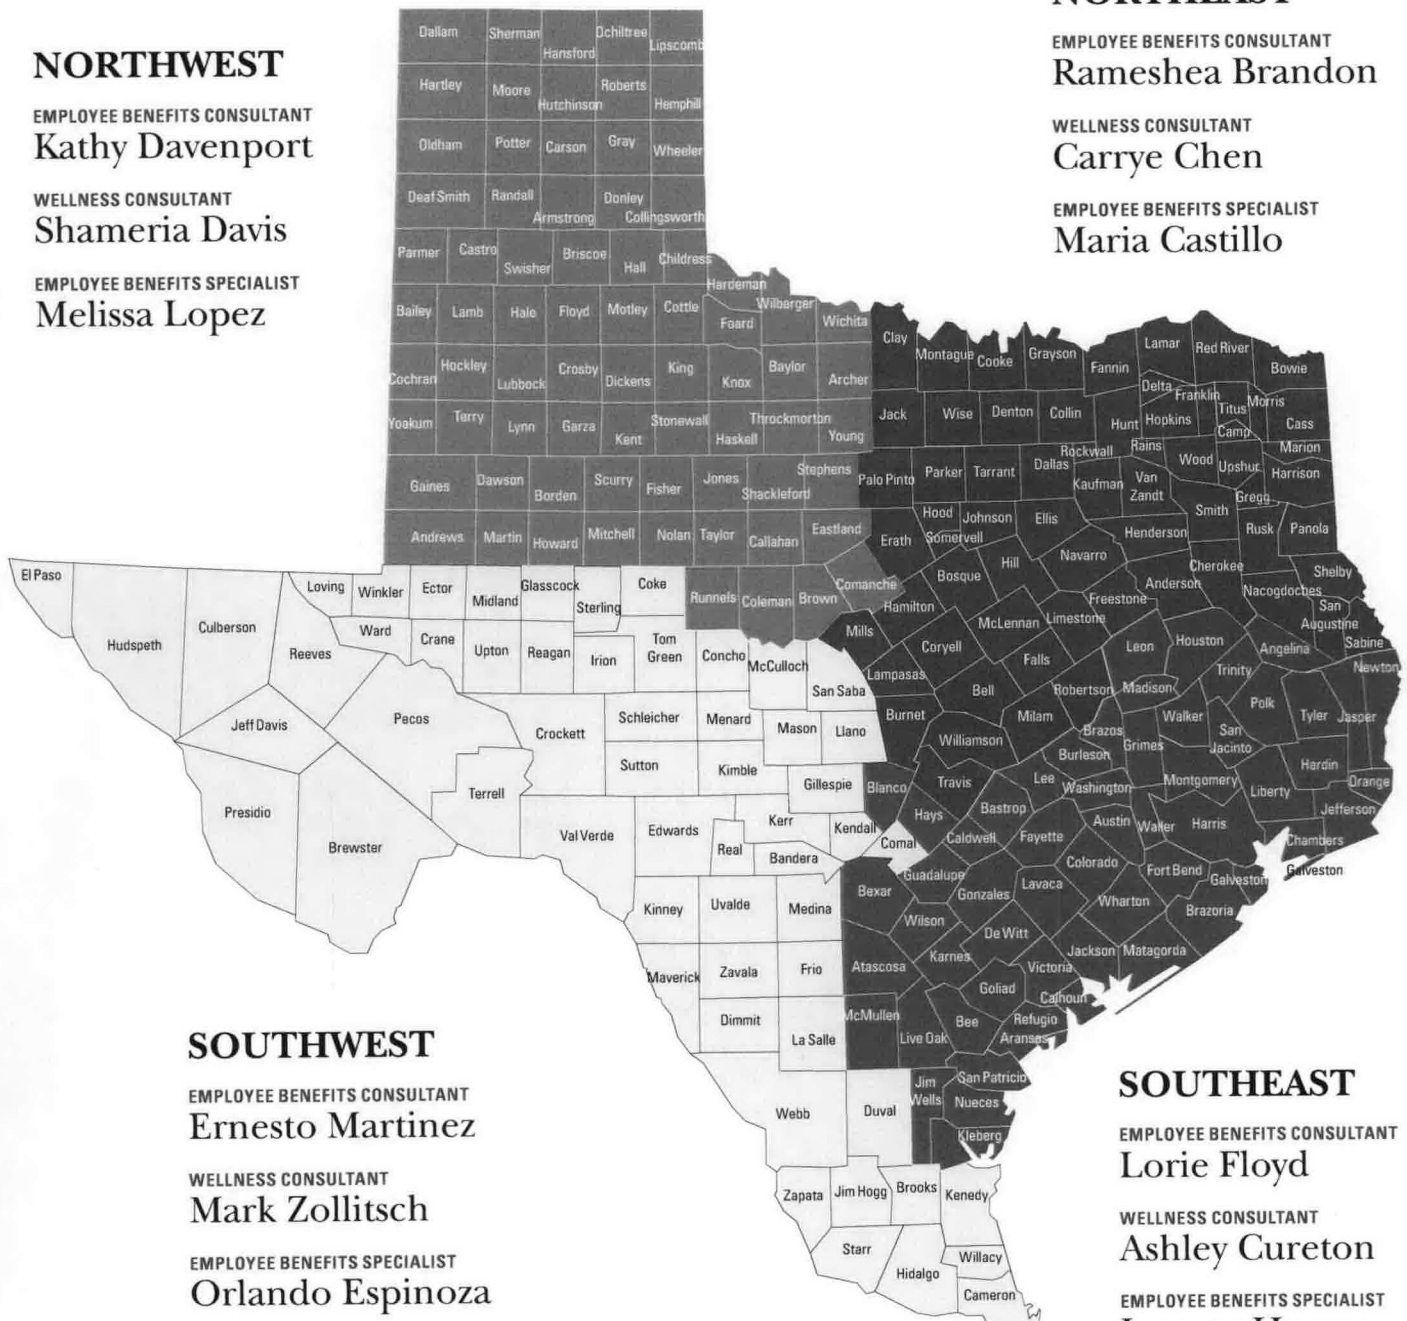 NORTHWEST
EMPLOYEE BENEFITS CONSULTANT
Kathy Davenport
WELLNESS CONSULTANT
Shameria Davis
EMPLOYEE BENEFITS SPECIALIST
Melissa Lopez
NORTHEAST
EMPLOYEE BENEFITS CONSULTANT
Rameshea Brandon
WELLNESS CONSULTANT
Carrye Chen
EMPLOYEE BENEFITS SPECIALIST
Maria Castillo
Dallam Sherman Hansford Ochiltree Lipscomb
Hartley Moore Hutchinson Roberts Hemphill
Oldham Potter Carson Gray Wheeler
Deaf Smith Randall Armstrong Donley Collingsworth
Parmer Castro Swisher Briscoe Hall Childress
Hardeman
Bailey Lamb Hale Floyd Motley Cottle Foard Wilbarger Wichita
Clay Montague Cooke Grayson Fannin Lamar Red River Bowie
Cochran Hockley Lubbock Crosby Dickens King Knox Baylor Archer
Delta Franklin Titus Morris
Yoakum Terry Lynn Garza Kent Stonewall Haskell Throckmorton Young
Jack Wise Denton Collin Hunt Hopkins Camp Cass
Rockwall Rains Wood Upshur Marion
Gaines Dawson Borden Scurry Fisher Jones Shackleford Stephens
Palo Pinto Parker Tarrant Dallas Kaufman Van Zandt Smith Gregg Harrison
Andrews Martin Howard Mitchell Nolan Taylor Callahan Eastland
Erath Hood Somervell Johnson Ellis Henderson Rusk Panola
El Paso Hudspeth Culberson Reeves Loving Winkler Ector Midland Glasscock Sterling Coke
Runnels Coleman Brown Comanche
Hamilton Bosque Hill Navarro Freestone Anderson Cherokee Nacogdoches Shelby
San Augustine Sabine
Ward Crane Upton Reagan Irion Tom Green Concho McCulloch San Saba
Mills Lampasas Coryell McLennan Limestone Falls Leon Houston Angelina Trinity Newton
Jeff Davis Pecos Crockett Schleicher Menard Mason Llano
Burnet Bell Milam Robertson Madison Brazos Walker San Jacinto Polk Tyler Jasper
Williamson Burleson Grimes
Presidio Brewster Terrell Sutton Kimble Gillespie
Blanco Travis Lee Washington Montgomery Liberty Hardin Orange
Val Verde Edwards Real Kerr Bandera Kendall Comal
Hays Bastrop Caldwell Fayette Austin Waller Harris Jefferson Chambers
Kinney Uvalde Medina
Bexar Guadalupe Gonzales Lavaca Colorado Fort Bend Galveston Galveston
Wilson De Witt Wharton Brazoria
Maverick Zavala Frio
Atascosa Karnes Goliad Victoria Jackson Matagorda
Dimmit La Salle
McMullen Live Oak Bee Refugio Calhoun Aransas
Webb Duval Jim Wells San Patricio Nueces Kleberg
Zapata Jim Hogg Brooks Kenedy
Starr Hidalgo Willacy Cameron
SOUTHWEST
EMPLOYEE BENEFITS CONSULTANT
Ernesto Martinez
WELLNESS CONSULTANT
Mark Zollitsch
EMPLOYEE BENEFITS SPECIALIST
Orlando Espinoza
SOUTHEAST
EMPLOYEE BENEFITS CONSULTANT
Lorie Floyd
WELLNESS CONSULTANT
Ashley Cureton
EMPLOYEE BENEFITS SPECIALIST